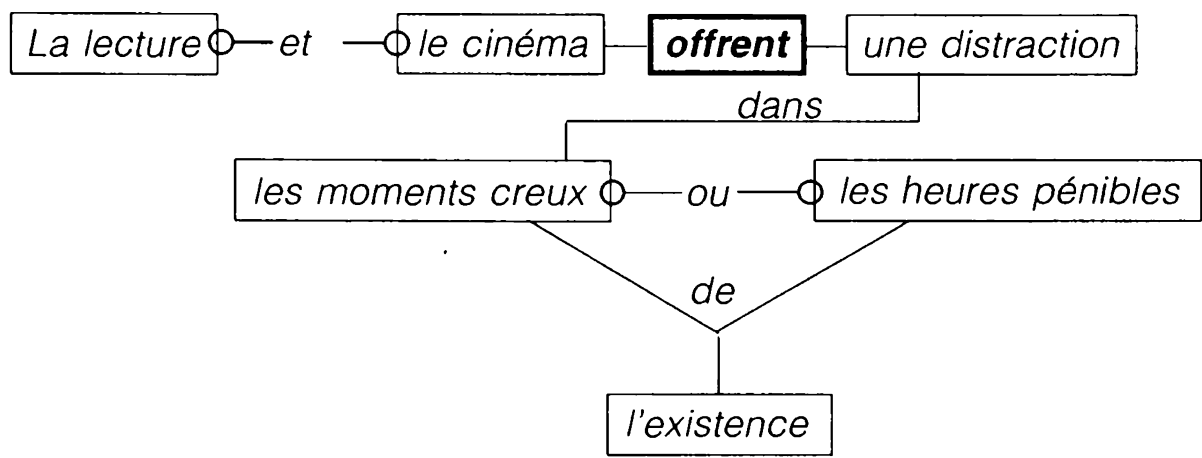 La lecture et le cinéma offrent une distraction
dans
les moments creux ou les heures pénibles
de
l'existence